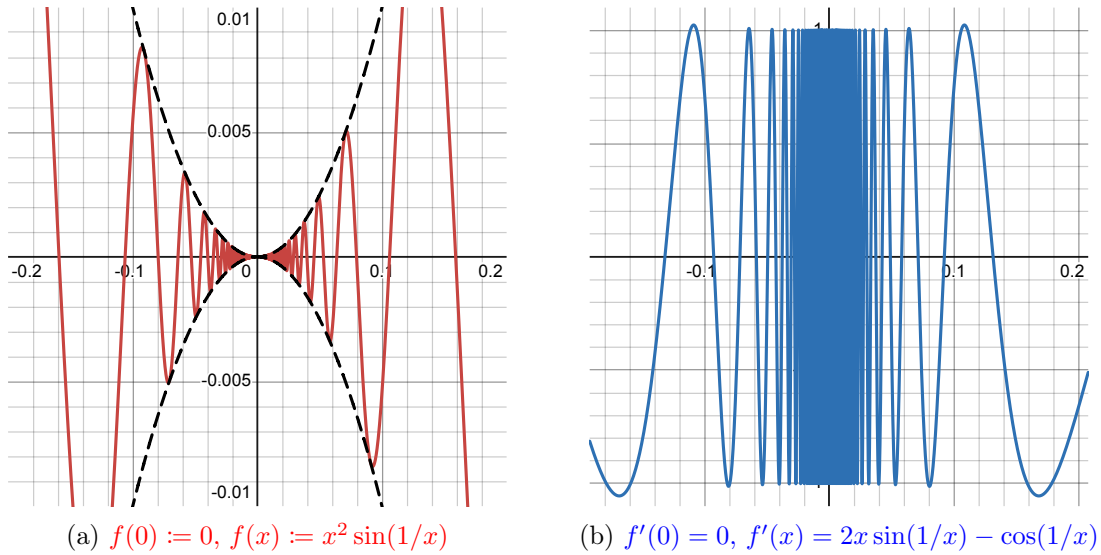 0.01
0.005
-0.2 -0.1 0 0.1 0.2
-0.005
-0.01
(a) f(0) ≔ 0, f(x) ≔ x² sin(1/x)
1
-0.1 0.1 0.2
-1
(b) f′(0) = 0, f′(x) = 2x sin(1/x) − cos(1/x)